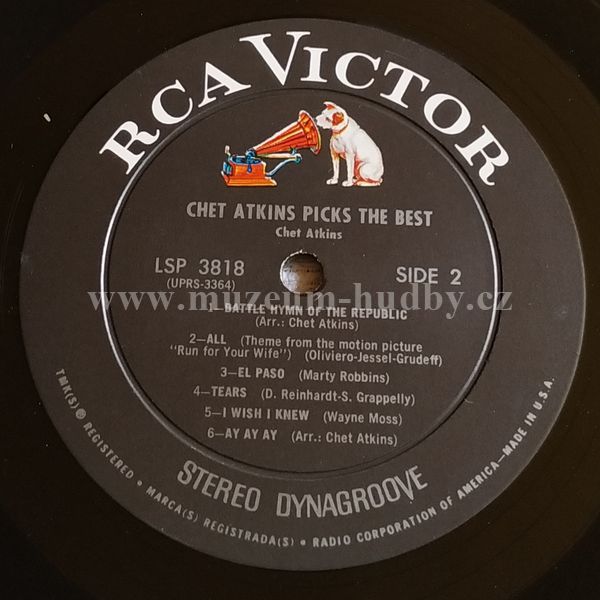 RCA VICTOR
CHET ATKINS PICKS THE BEST
Chet Atkins
LSP 3818
(UPRS-3364)
SIDE 2
www.muzeum-hudby.cz
1—BATTLE HYMN OF THE REPUBLIC
(Arr.: Chet Atkins)
2—ALL (Theme from the motion picture
"Run for Your Wife") (Oliviero-Jessel-Grudeff)
3—EL PASO (Marty Robbins)
4—TEARS (D. Reinhardt-S. Grappelly)
5—I WISH I KNEW (Wayne Moss)
6—AY AY AY (Arr.: Chet Atkins)
STEREO DYNAGROOVE
TMK(S) ® REGISTERED • MARCA(S) REGISTRADA(S) • RADIO CORPORATION OF AMERICA—MADE IN U.S.A.